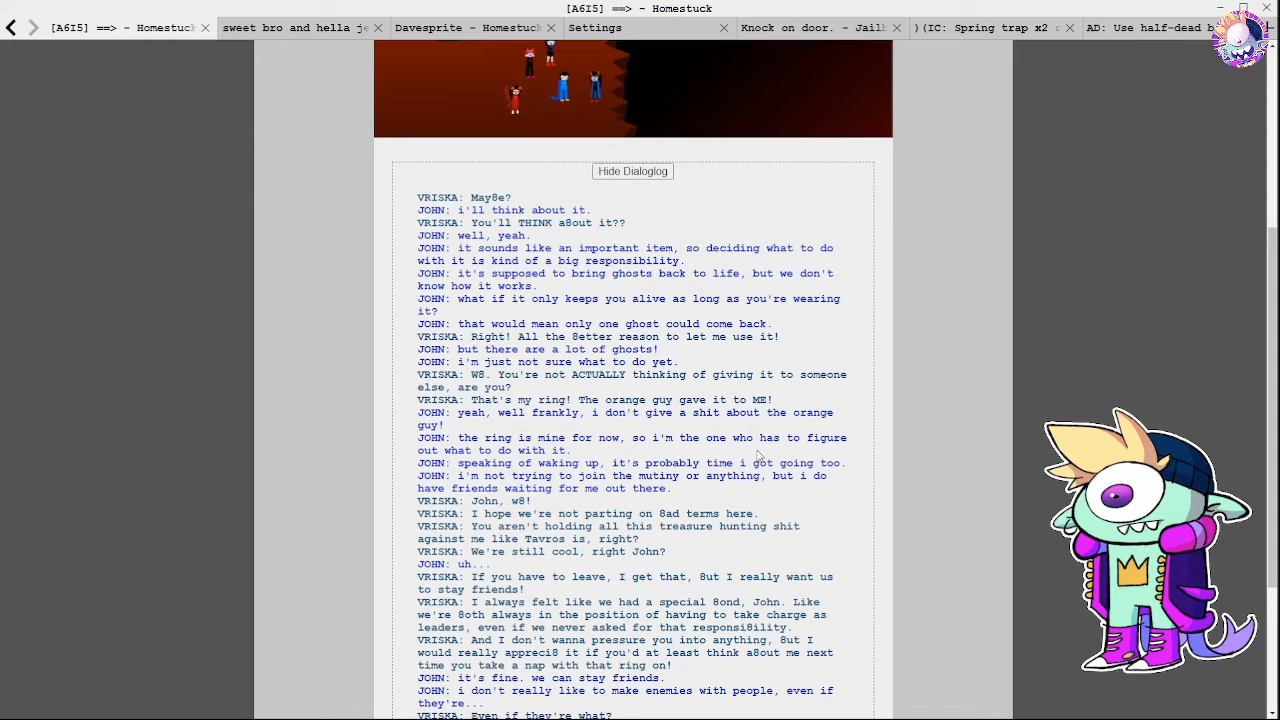 [A6I5] ==> - Homestuck
[A6I5] ==> - Homestuck
sweet bro and hella je
Davesprite - Homestuck
Settings
Knock on door. - Jailb
)(IC: Spring trap x2 c
AD: Use half-dead b
Hide Dialoglog
VRISKA: May8e?
JOHN: i'll think about it.
VRISKA: You'll THINK a8out it??
JOHN: well, yeah.
JOHN: it sounds like an important item, so deciding what to do
with it is kind of a big responsibility.
JOHN: it's supposed to bring ghosts back to life, but we don't
know how it works.
JOHN: what if it only keeps you alive as long as you're wearing
it?
JOHN: that would mean only one ghost could come back.
VRISKA: Right! All the 8etter reason to let me use it!
JOHN: but there are a lot of ghosts!
JOHN: i'm just not sure what to do yet.
VRISKA: W8. You're not ACTUALLY thinking of giving it to someone
else, are you?
VRISKA: That's my ring! The orange guy gave it to ME!
JOHN: yeah, well frankly, i don't give a shit about the orange
guy!
JOHN: the ring is mine for now, so i'm the one who has to figure
out what to do with it.
JOHN: speaking of waking up, it's probably time i got going too.
JOHN: i'm not trying to join the mutiny or anything, but i do
have friends waiting for me out there.
VRISKA: John, w8!
VRISKA: I hope we're not parting on 8ad terms here.
VRISKA: You aren't holding all this treasure hunting shit
against me like Tavros is, right?
VRISKA: We're still cool, right John?
JOHN: uh...
VRISKA: If you have to leave, I get that, 8ut I really want us
to stay friends!
VRISKA: I always felt like we had a special 8ond, John. Like
we're 8oth always in the position of having to take charge as
leaders, even if we never asked for that responsi8ility.
VRISKA: And I don't wanna pressure you into anything, 8ut I
would really appreci8 it if you'd at least think a8out me next
time you take a nap with that ring on!
JOHN: it's fine. we can stay friends.
JOHN: i don't really like to make enemies with people, even if
they're...
VRISKA: Even if they're what?